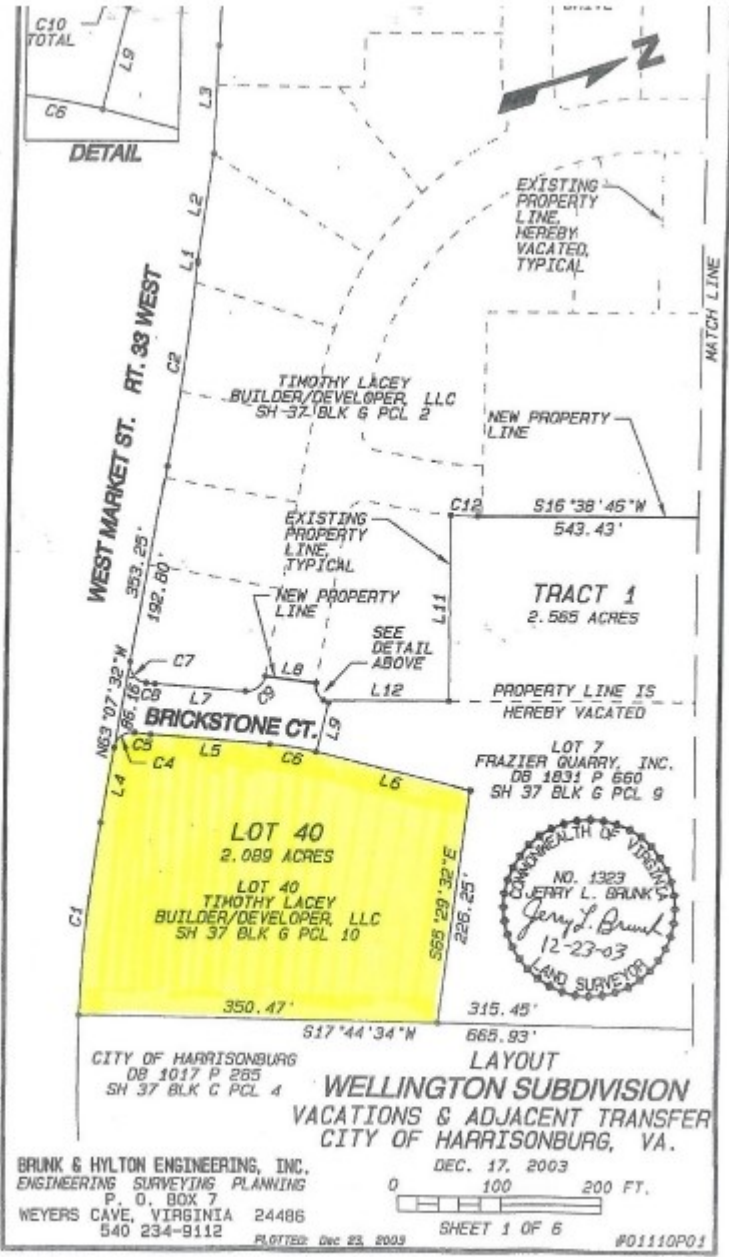 C10
TOTAL
L9
C6
DETAIL
L3
L2
L1
C2
WEST MARKET ST. RT. 33 WEST
353.25'
192.80'
N63°07'32"W
86.16'
N
EXISTING
PROPERTY
LINE,
HEREBY
VACATED,
TYPICAL
MATCH LINE
TIMOTHY LACEY
BUILDER/DEVELOPER, LLC
SH 37 BLK G PCL 2
NEW PROPERTY
LINE
C12
S16°38'46"W
543.43'
EXISTING
PROPERTY
LINE,
TYPICAL
L11
TRACT 1
2.565 ACRES
NEW PROPERTY
LINE
SEE
DETAIL
ABOVE
C7
C8
L7
C9
L8
L12
L9
PROPERTY LINE IS
HEREBY VACATED
BRICKSTONE CT.
C5
C4
L5
C6
L6
L4
LOT 7
FRAZIER QUARRY, INC.
DB 1831 P 660
SH 37 BLK G PCL 9
LOT 40
2.089 ACRES
LOT 40
TIMOTHY LACEY
BUILDER/DEVELOPER, LLC
SH 37 BLK G PCL 10
C1
S65°29'32"E
226.25'
COMMONWEALTH OF VIRGINIA
NO. 1323
JERRY L. BRUNK
Jerry L. Brunk
12-23-03
LAND SURVEYOR
350.47'
315.45'
S17°44'34"W
665.93'
CITY OF HARRISONBURG
DB 1017 P 265
SH 37 BLK C PCL 4
LAYOUT
WELLINGTON SUBDIVISION
VACATIONS & ADJACENT TRANSFER
CITY OF HARRISONBURG, VA.
BRUNK & HYLTON ENGINEERING, INC.
ENGINEERING SURVEYING PLANNING
P. O. BOX 7
WEYERS CAVE, VIRGINIA 24486
540 234-9112
DEC. 17, 2003
0 100 200 FT.
SHEET 1 OF 6
PLOTTED: Dec 23, 2003
#01110P01